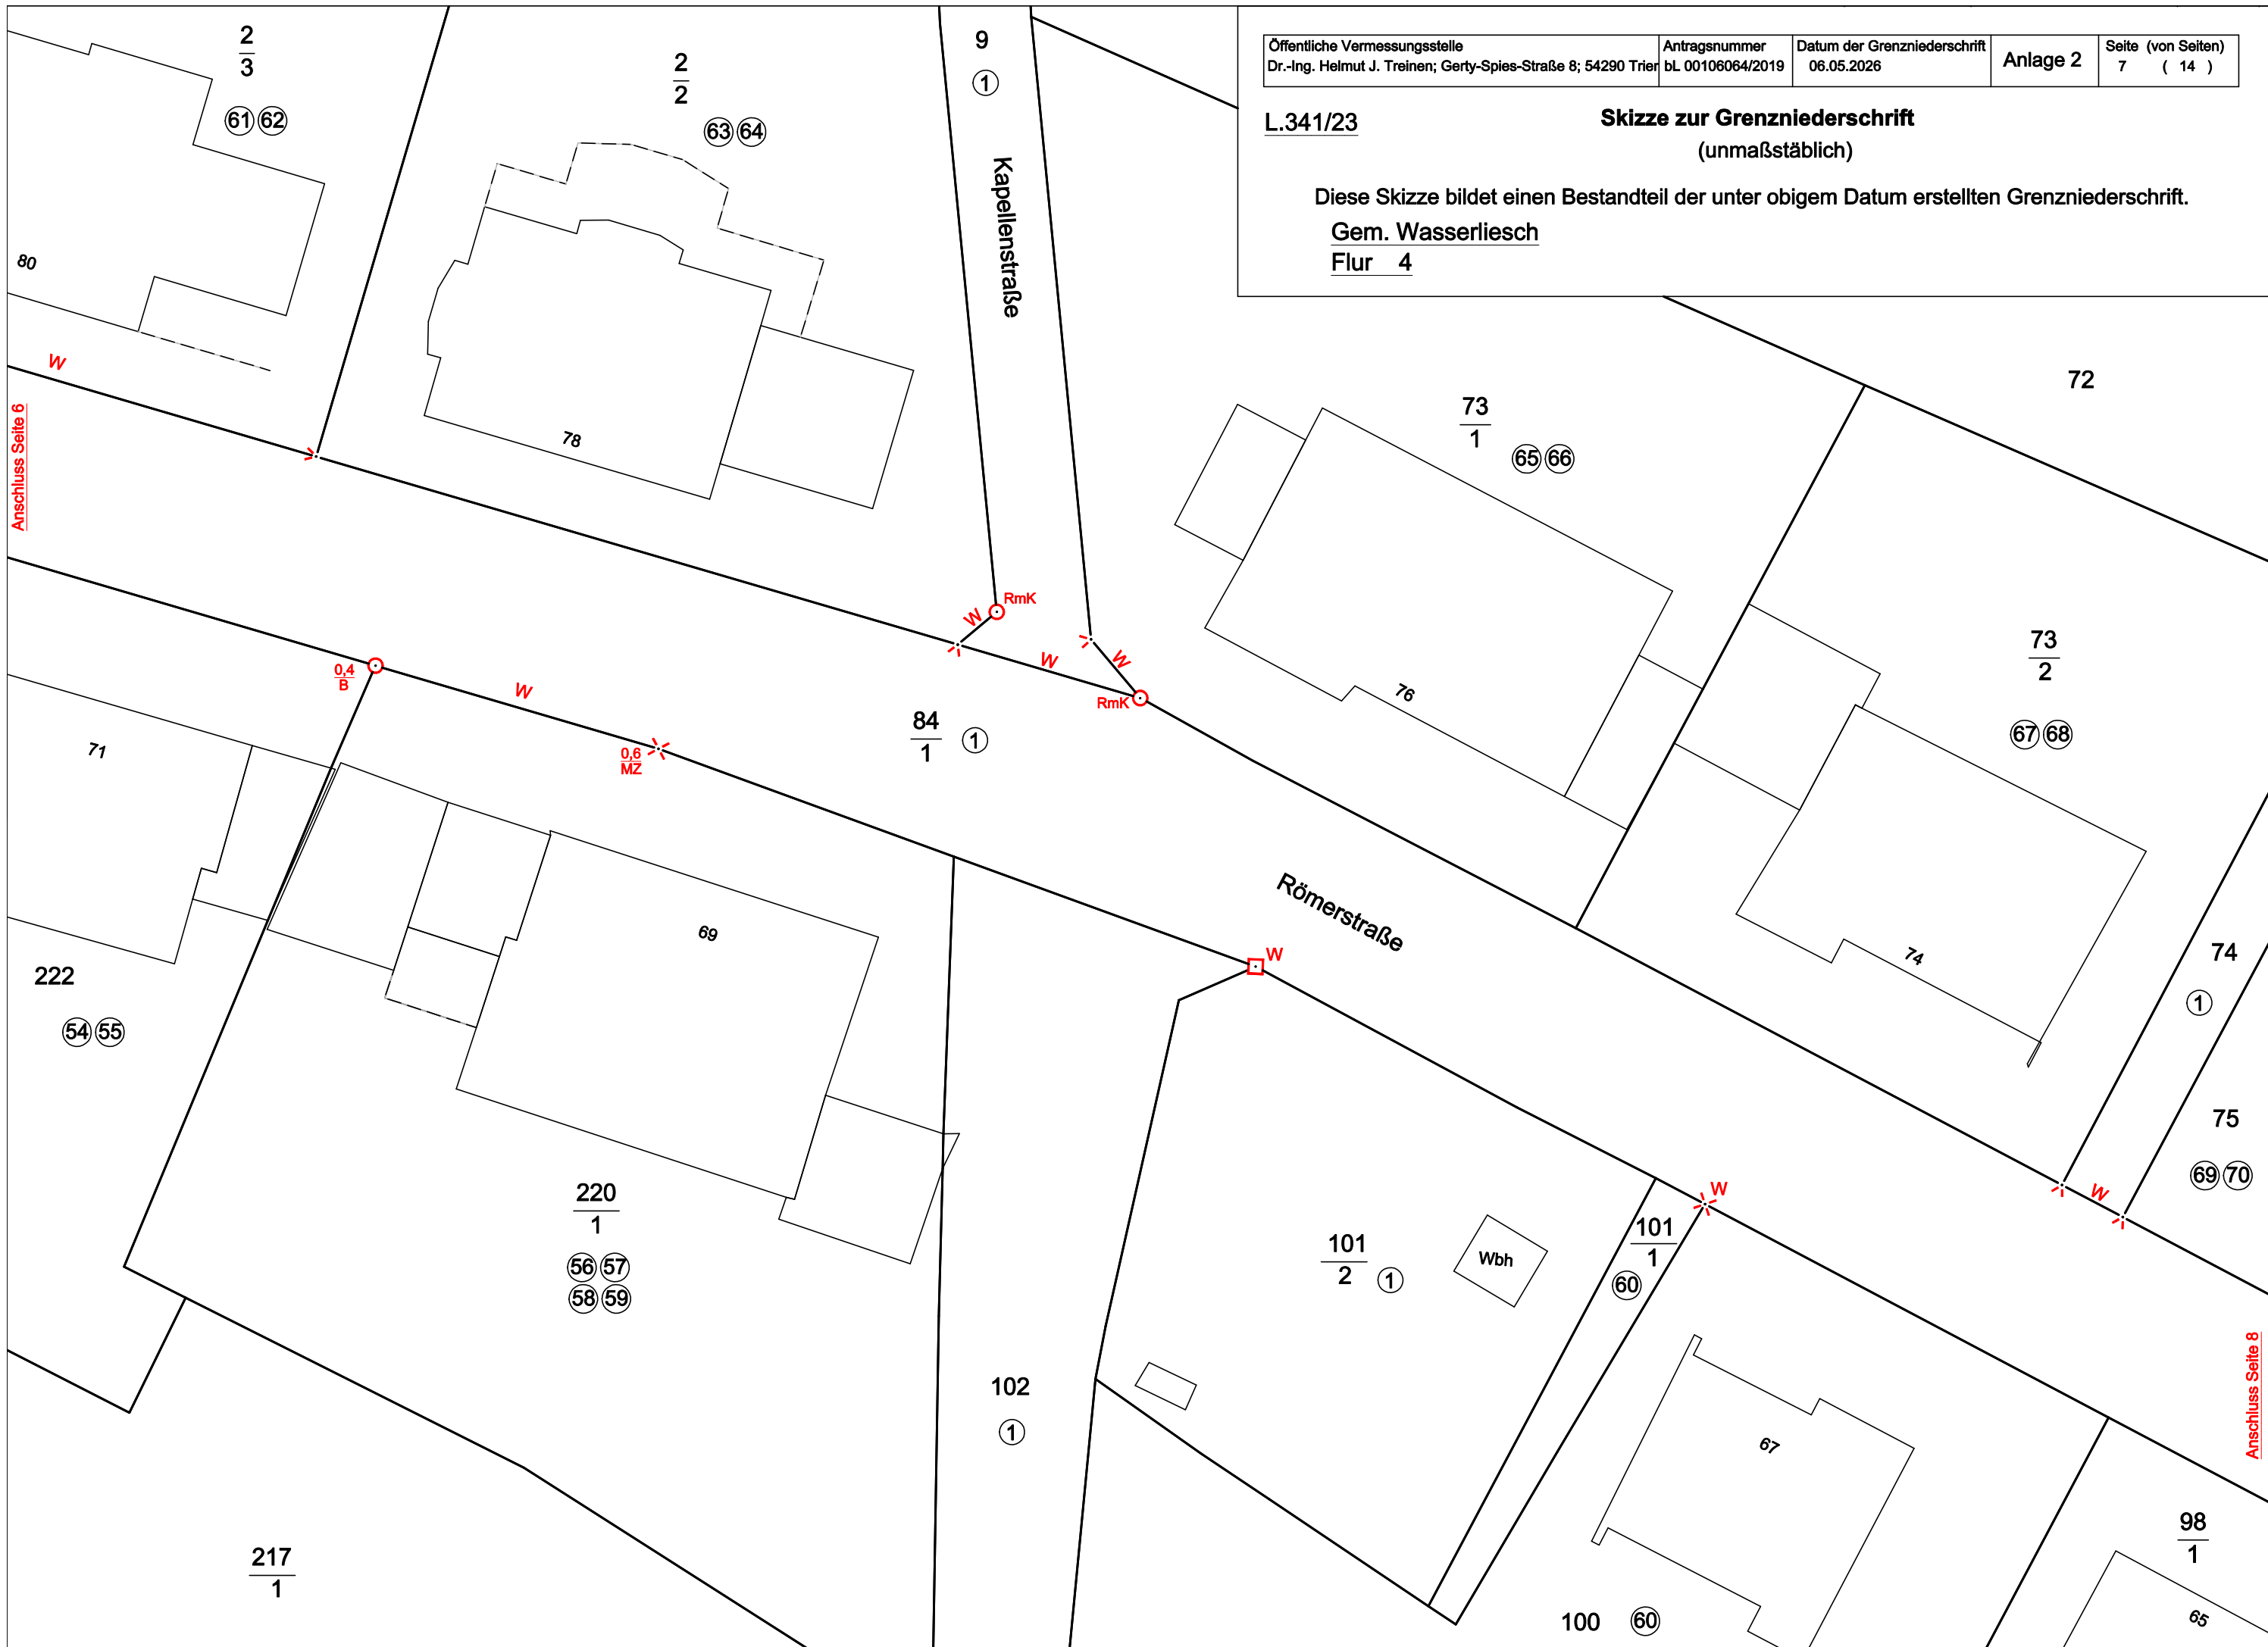 Öffentliche Vermessungsstelle
Dr.-Ing. Helmut J. Treinen; Gerty-Spies-Straße 8; 54290 Trier
Antragsnummer
bL 00106064/2019
Datum der Grenzniederschrift
06.05.2026
Anlage 2
Seite (von Seiten)
7 ( 14 )
L.341/23
Skizze zur Grenzniederschrift
(unmaßstäblich)
Diese Skizze bildet einen Bestandteil der unter obigem Datum erstellten Grenzniederschrift.
Gem. Wasserliesch
Flur 4
2
3
61 62
2
2
63 64
9
1
Kapellenstraße
80
W
Anschluss Seite 6
78
73
1
65 66
72
RmK
W
W
W
RmK
76
73
2
67 68
0,4
B
W
0,6
MZ
84
1
1
71
69
Römerstraße
W
74
74
1
222
54 55
75
69 70
W
220
1
56 57
58 59
101
2
1
Wbh
101
1
60
W
102
1
67
Anschluss Seite 8
217
1
100 60
98
1
65